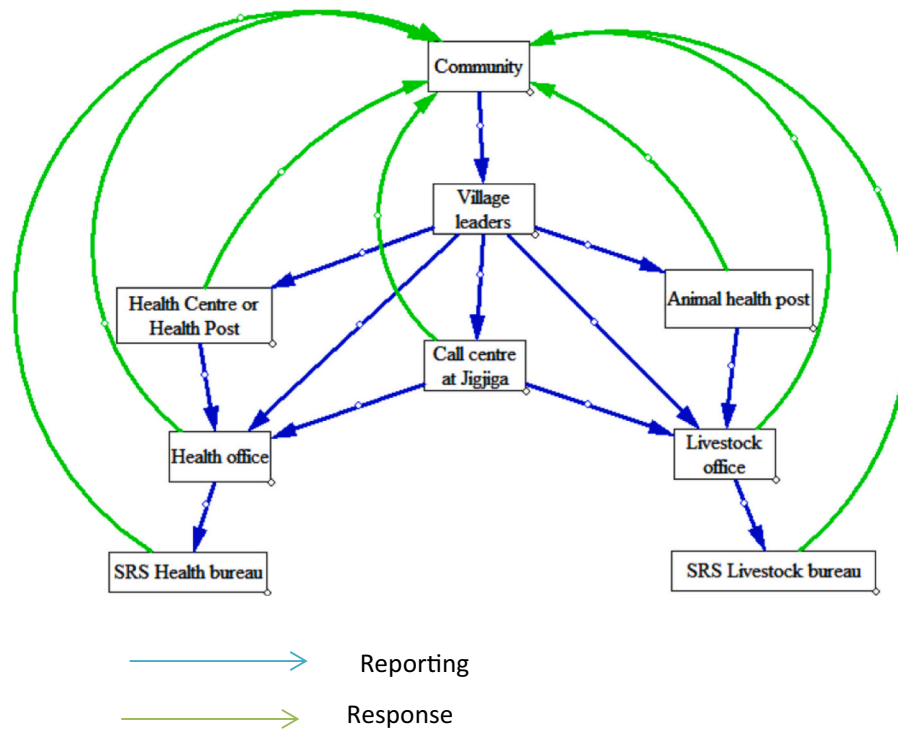 Community
Village
leaders
Health Centre or
Health Post
Animal health post
Call centre
at Jigjiga
Health office
Livestock
office
SRS Health bureau
SRS Livestock bureau
Reporting
Response